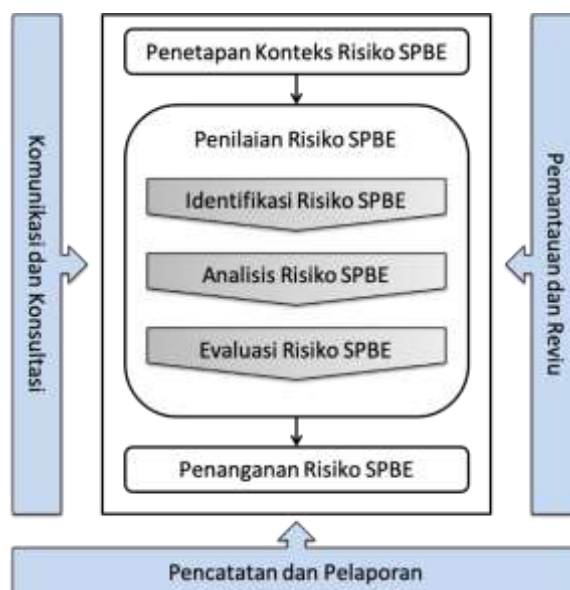 Penetapan Konteks Risiko SPBE
Penilaian Risiko SPBE
Identifikasi Risiko SPBE
Analisis Risiko SPBE
Evaluasi Risiko SPBE
Penanganan Risiko SPBE
Komunikasi dan Konsultasi
Pemantauan dan Reviu
Pencatatan dan Pelaporan